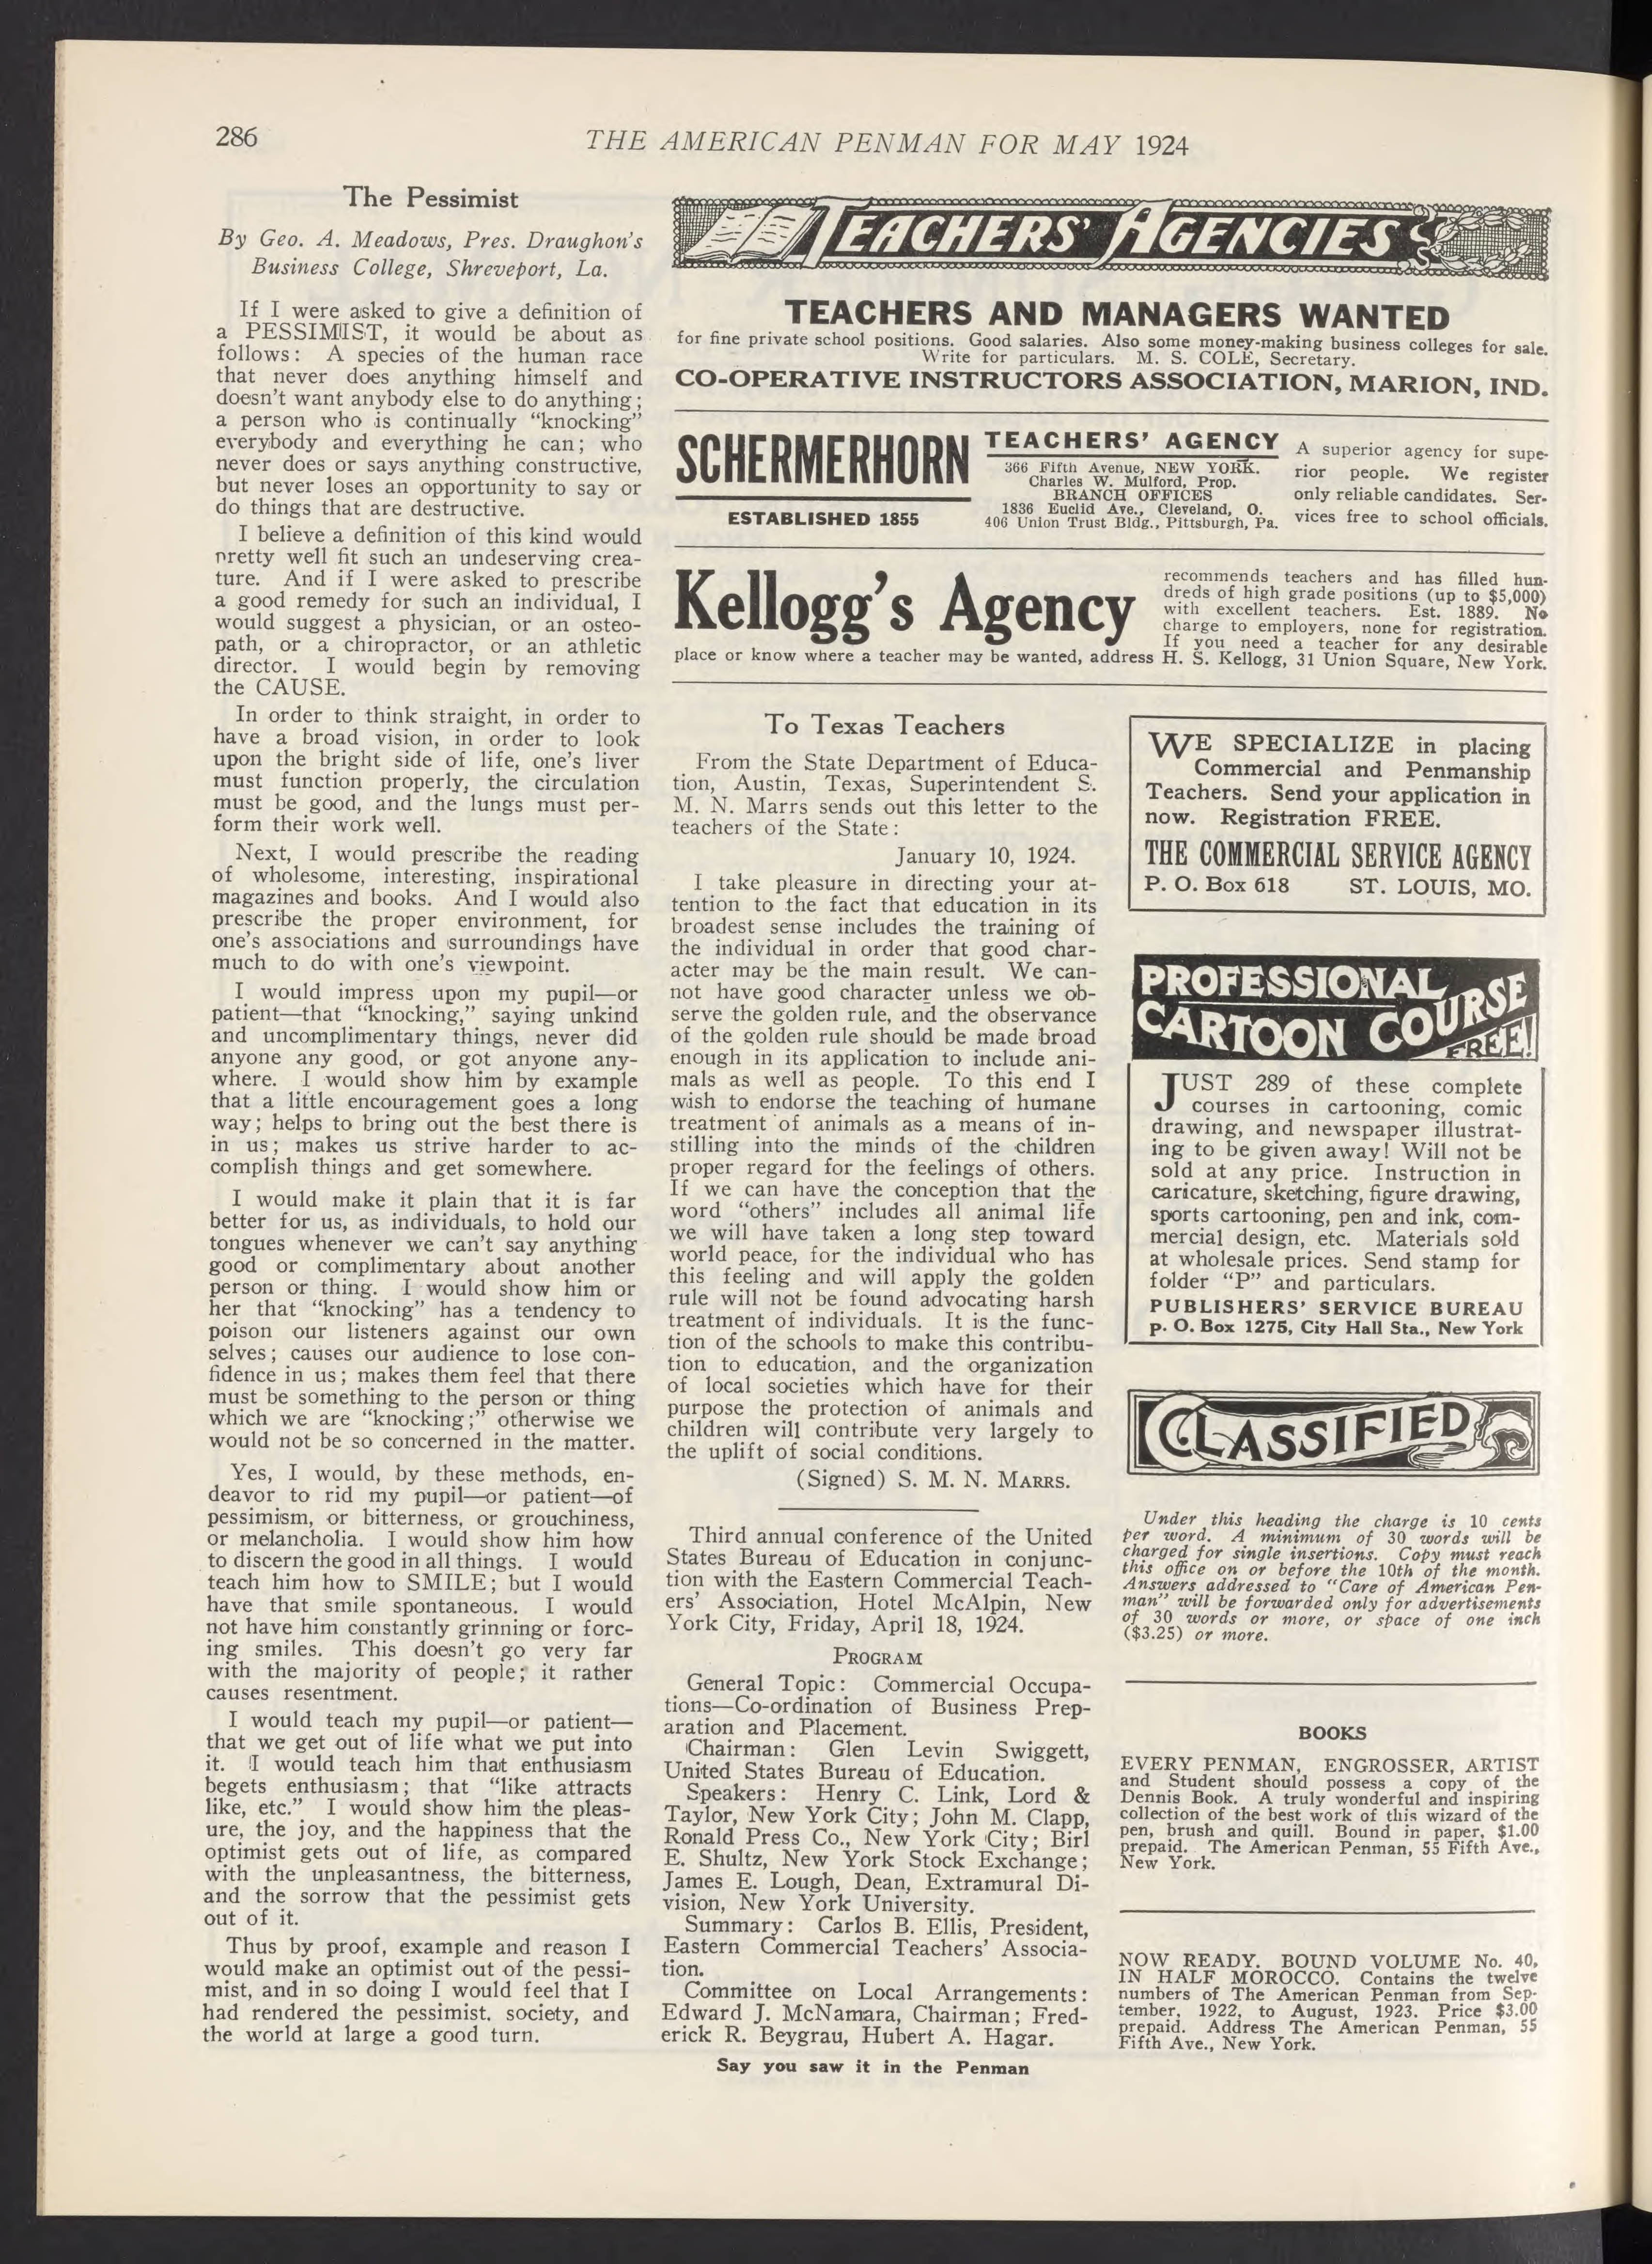 286
THE AMERICAN PENMAN FOR MAY 1924
The Pessimist
By Geo. A. Meadows, Pres. Draughon's
Business College, Shreveport, La.
If I were asked to give a definition of
a PESSIMIST, it would be about as
follows: A species of the human race
that never does anything himself and
doesn't want anybody else to do anything;
a person who is continually "knocking"
everybody and everything he can; who
never does or says anything constructive,
but never loses an opportunity to say or
do things that are destructive.
I believe a definition of this kind would
pretty well fit such an undeserving crea-
ture. And if I were asked to prescribe
a good remedy for such an individual, I
would suggest a physician, or an osteo-
path, or a chiropractor, or an athletic
director. I would begin by removing
the CAUSE.
In order to think straight, in order to
have a broad vision, in order to look
upon the bright side of life, one's liver
must function properly, the circulation
must be good, and the lungs must per-
form their work well.
Next, I would prescribe the reading
of wholesome, interesting, inspirational
magazines and books. And I would also
prescribe the proper environment, for
one's associations and surroundings have
much to do with one's viewpoint.
I would impress upon my pupil—or
patient—that "knocking," saying unkind
and uncomplimentary things, never did
anyone any good, or got anyone any-
where. I would show him by example
that a little encouragement goes a long
way; helps to bring out the best there is
in us; makes us strive harder to ac-
complish things and get somewhere.
I would make it plain that it is far
better for us, as individuals, to hold our
tongues whenever we can't say anything
good or complimentary about another
person or thing. I would show him or
her that "knocking" has a tendency to
poison our listeners against our own
selves; causes our audience to lose con-
fidence in us; makes them feel that there
must be something to the person or thing
which we are "knocking;" otherwise we
would not be so concerned in the matter.
Yes, I would, by these methods, en-
deavor to rid my pupil—or patient—of
pessimism, or bitterness, or grouchiness,
or melancholia. I would show him how
to discern the good in all things. I would
teach him how to SMILE; but I would
have that smile spontaneous. I would
not have him constantly grinning or forc-
ing smiles. This doesn't go very far
with the majority of people; it rather
causes resentment.
I would teach my pupil—or patient—
that we get out of life what we put into
it. I would teach him that enthusiasm
begets enthusiasm; that "like attracts
like, etc." I would show him the pleas-
ure, the joy, and the happiness that the
optimist gets out of life, as compared
with the unpleasantness, the bitterness,
and the sorrow that the pessimist gets
out of it.
Thus by proof, example and reason I
would make an optimist out of the pessi-
mist, and in so doing I would feel that I
had rendered the pessimist, society, and
the world at large a good turn.
TEACHERS' AGENCIES
TEACHERS AND MANAGERS WANTED
for fine private school positions. Good salaries. Also some money-making business colleges for sale.
Write for particulars. M. S. COLE, Secretary.
CO-OPERATIVE INSTRUCTORS ASSOCIATION, MARION, IND.
SCHERMERHORN
ESTABLISHED 1855
TEACHERS' AGENCY
366 Fifth Avenue, NEW YORK.
Charles W. Mulford, Prop.
BRANCH OFFICES
1836 Euclid Ave., Cleveland, O.
406 Union Trust Bldg., Pittsburgh, Pa.
A superior agency for supe-
rior people. We register
only reliable candidates. Ser-
vices free to school officials.
Kellogg's Agency
recommends teachers and has filled hun-
dreds of high grade positions (up to $5,000)
with excellent teachers. Est. 1889. No
charge to employers, none for registration.
If you need a teacher for any desirable
place or know where a teacher may be wanted, address H. S. Kellogg, 31 Union Square, New York.
To Texas Teachers
From the State Department of Educa-
tion, Austin, Texas, Superintendent S.
M. N. Marrs sends out this letter to the
teachers of the State:
January 10, 1924.
I take pleasure in directing your at-
tention to the fact that education in its
broadest sense includes the training of
the individual in order that good char-
acter may be the main result. We can-
not have good character unless we ob-
serve the golden rule, and the observance
of the golden rule should be made broad
enough in its application to include ani-
mals as well as people. To this end I
wish to endorse the teaching of humane
treatment of animals as a means of in-
stilling into the minds of the children
proper regard for the feelings of others.
If we can have the conception that the
word "others" includes all animal life
we will have taken a long step toward
world peace, for the individual who has
this feeling and will apply the golden
rule will not be found advocating harsh
treatment of individuals. It is the func-
tion of the schools to make this contribu-
tion to education, and the organization
of local societies which have for their
purpose the protection of animals and
children will contribute very largely to
the uplift of social conditions.
(Signed) S. M. N. MARRS.
Third annual conference of the United
States Bureau of Education in conjunc-
tion with the Eastern Commercial Teach-
ers' Association, Hotel McAlpin, New
York City, Friday, April 18, 1924.
PROGRAM
General Topic: Commercial Occupa-
tions—Co-ordination of Business Prep-
aration and Placement.
Chairman: Glen Levin Swiggett,
United States Bureau of Education.
Speakers: Henry C. Link, Lord &
Taylor, New York City; John M. Clapp,
Ronald Press Co., New York City; Birl
E. Shultz, New York Stock Exchange;
James E. Lough, Dean, Extramural Di-
vision, New York University.
Summary: Carlos B. Ellis, President,
Eastern Commercial Teachers' Associa-
tion.
Committee on Local Arrangements:
Edward J. McNamara, Chairman; Fred-
erick R. Beygrau, Hubert A. Hagar.
WE SPECIALIZE in placing
Commercial and Penmanship
Teachers. Send your application in
now. Registration FREE.
THE COMMERCIAL SERVICE AGENCY
P. O. Box 618 ST. LOUIS, MO.
PROFESSIONAL
CARTOON COURSE
FREE!
JUST 289 of these complete
courses in cartooning, comic
drawing, and newspaper illustrat-
ing to be given away! Will not be
sold at any price. Instruction in
caricature, sketching, figure drawing,
sports cartooning, pen and ink, com-
mercial design, etc. Materials sold
at wholesale prices. Send stamp for
folder "P" and particulars.
PUBLISHERS' SERVICE BUREAU
P. O. Box 1275, City Hall Sta., New York
CLASSIFIED
Under this heading the charge is 10 cents
per word. A minimum of 30 words will be
charged for single insertions. Copy must reach
this office on or before the 10th of the month.
Answers addressed to "Care of American Pen-
man" will be forwarded only for advertisements
of 30 words or more, or space of one inch
($3.25) or more.
BOOKS
EVERY PENMAN, ENGROSSER, ARTIST
and Student should possess a copy of the
Dennis Book. A truly wonderful and inspiring
collection of the best work of this wizard of the
pen, brush and quill. Bound in paper, $1.00
prepaid. The American Penman, 55 Fifth Ave.,
New York.
NOW READY. BOUND VOLUME No. 40,
IN HALF MOROCCO. Contains the twelve
numbers of The American Penman from Sep-
tember, 1922, to August, 1923. Price $3.00
prepaid. Address The American Penman, 55
Fifth Ave., New York.
Say you saw it in the Penman